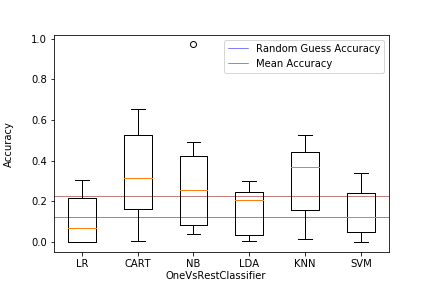 1.0
0.8
0.6
0.4
0.2
0.0
Accuracy
Random Guess Accuracy
Mean Accuracy
LR CART NB LDA KNN SVM
OneVsRestClassifier